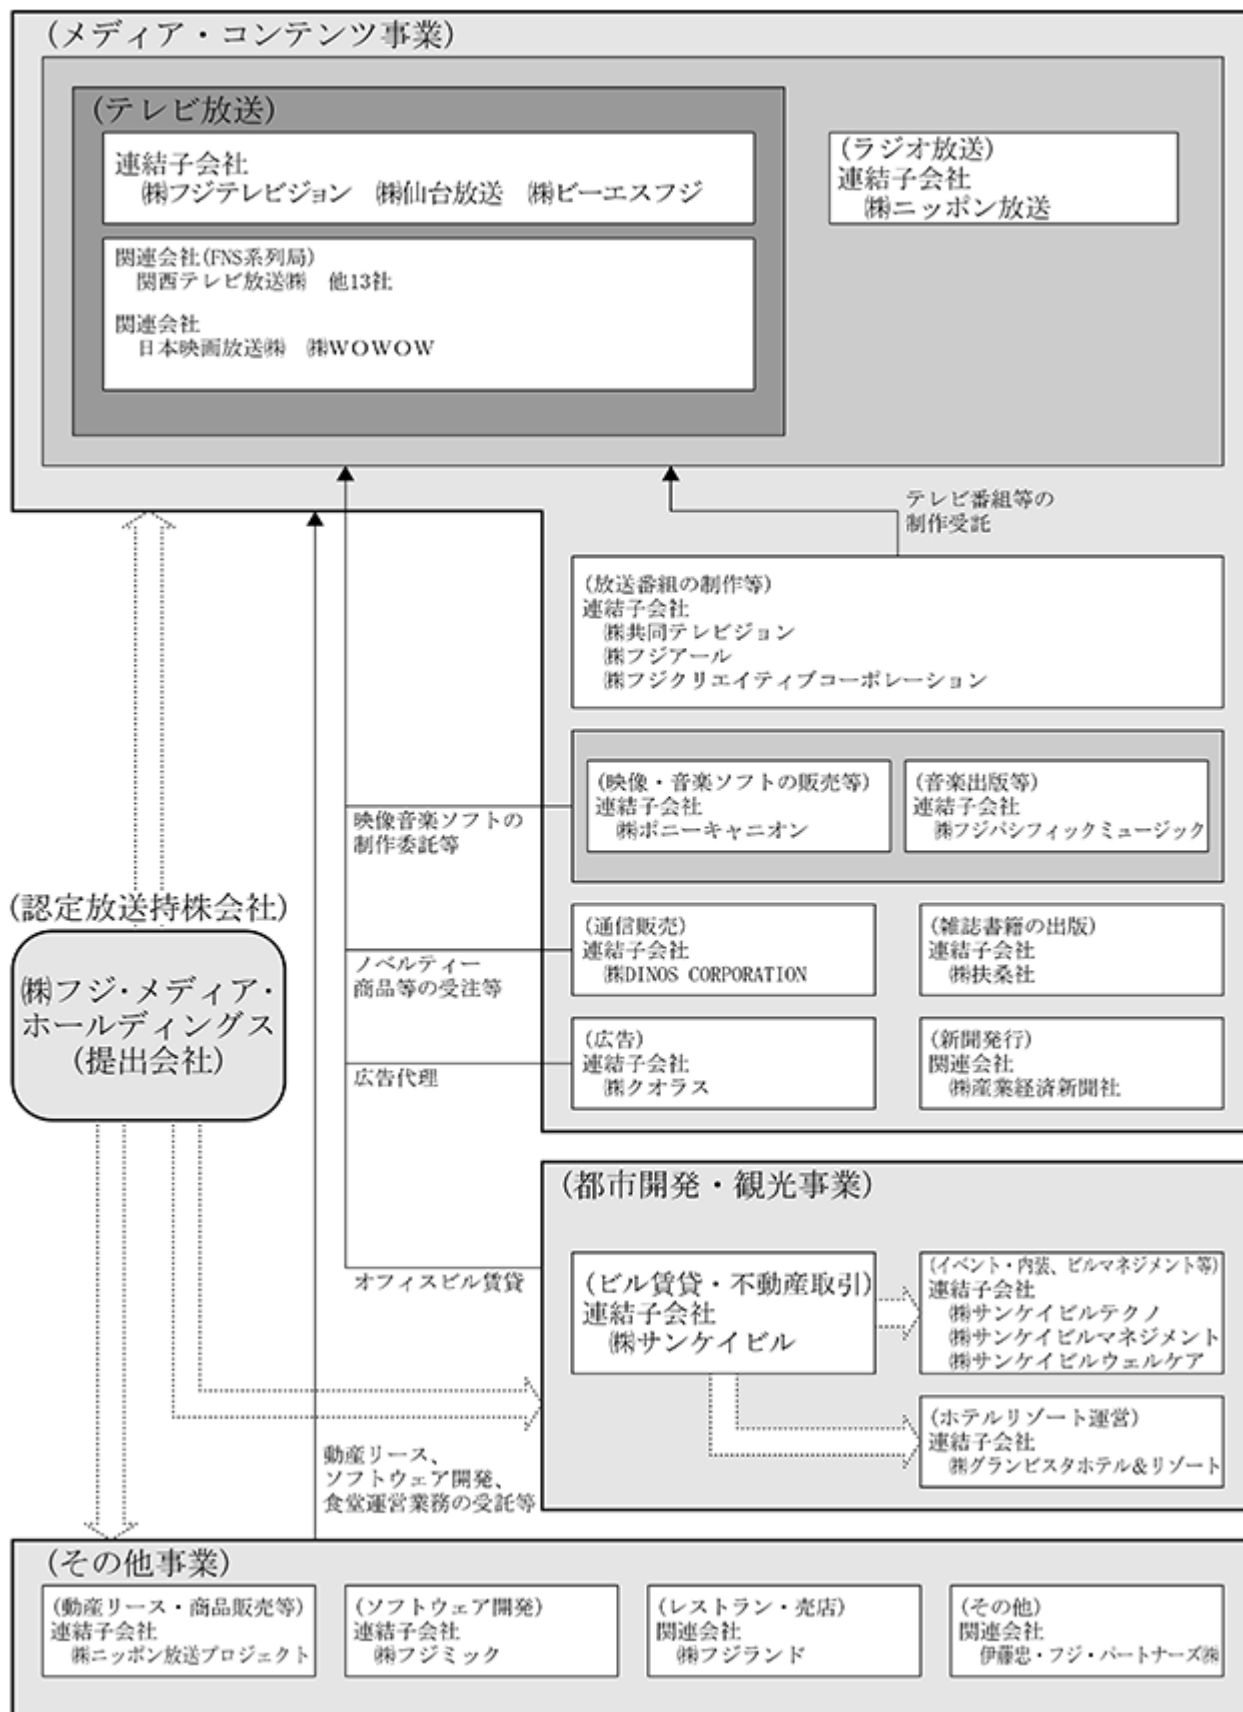 (メディア・コンテンツ事業)
(テレビ放送)
連結子会社
㈱フジテレビジョン　㈱仙台放送　㈱ビーエスフジ
(ラジオ放送)
連結子会社
㈱ニッポン放送
関連会社(FNS系列局)
関西テレビ放送㈱　他13社
関連会社
日本映画放送㈱　㈱WOWOW
テレビ番組等の
制作受託
(放送番組の制作等)
連結子会社
㈱共同テレビジョン
㈱フジアール
㈱フジクリエイティブコーポレーション
(映像・音楽ソフトの販売等)
連結子会社
㈱ポニーキャニオン
(音楽出版等)
連結子会社
㈱フジパシフィックミュージック
映像音楽ソフトの
制作委託等
(認定放送持株会社)
㈱フジ・メディア・
ホールディングス
(提出会社)
(通信販売)
連結子会社
㈱DINOS CORPORATION
(雑誌書籍の出版)
連結子会社
㈱扶桑社
ノベルティー
商品等の受注等
(広告)
連結子会社
㈱クオラス
(新聞発行)
関連会社
㈱産業経済新聞社
広告代理
(都市開発・観光事業)
(ビル賃貸・不動産取引)
連結子会社
㈱サンケイビル
(イベント・内装、ビルマネジメント等)
連結子会社
㈱サンケイビルテクノ
㈱サンケイビルマネジメント
㈱サンケイビルウェルケア
オフィスビル賃貸
(ホテルリゾート運営)
連結子会社
㈱グランビスタホテル&リゾート
動産リース、
ソフトウェア開発、
食堂運営業務の受託等
(その他事業)
(動産リース・商品販売等)
連結子会社
㈱ニッポン放送プロジェクト
(ソフトウェア開発)
連結子会社
㈱フジミック
(レストラン・売店)
関連会社
㈱フジランド
(その他)
関連会社
伊藤忠・フジ・パートナーズ㈱